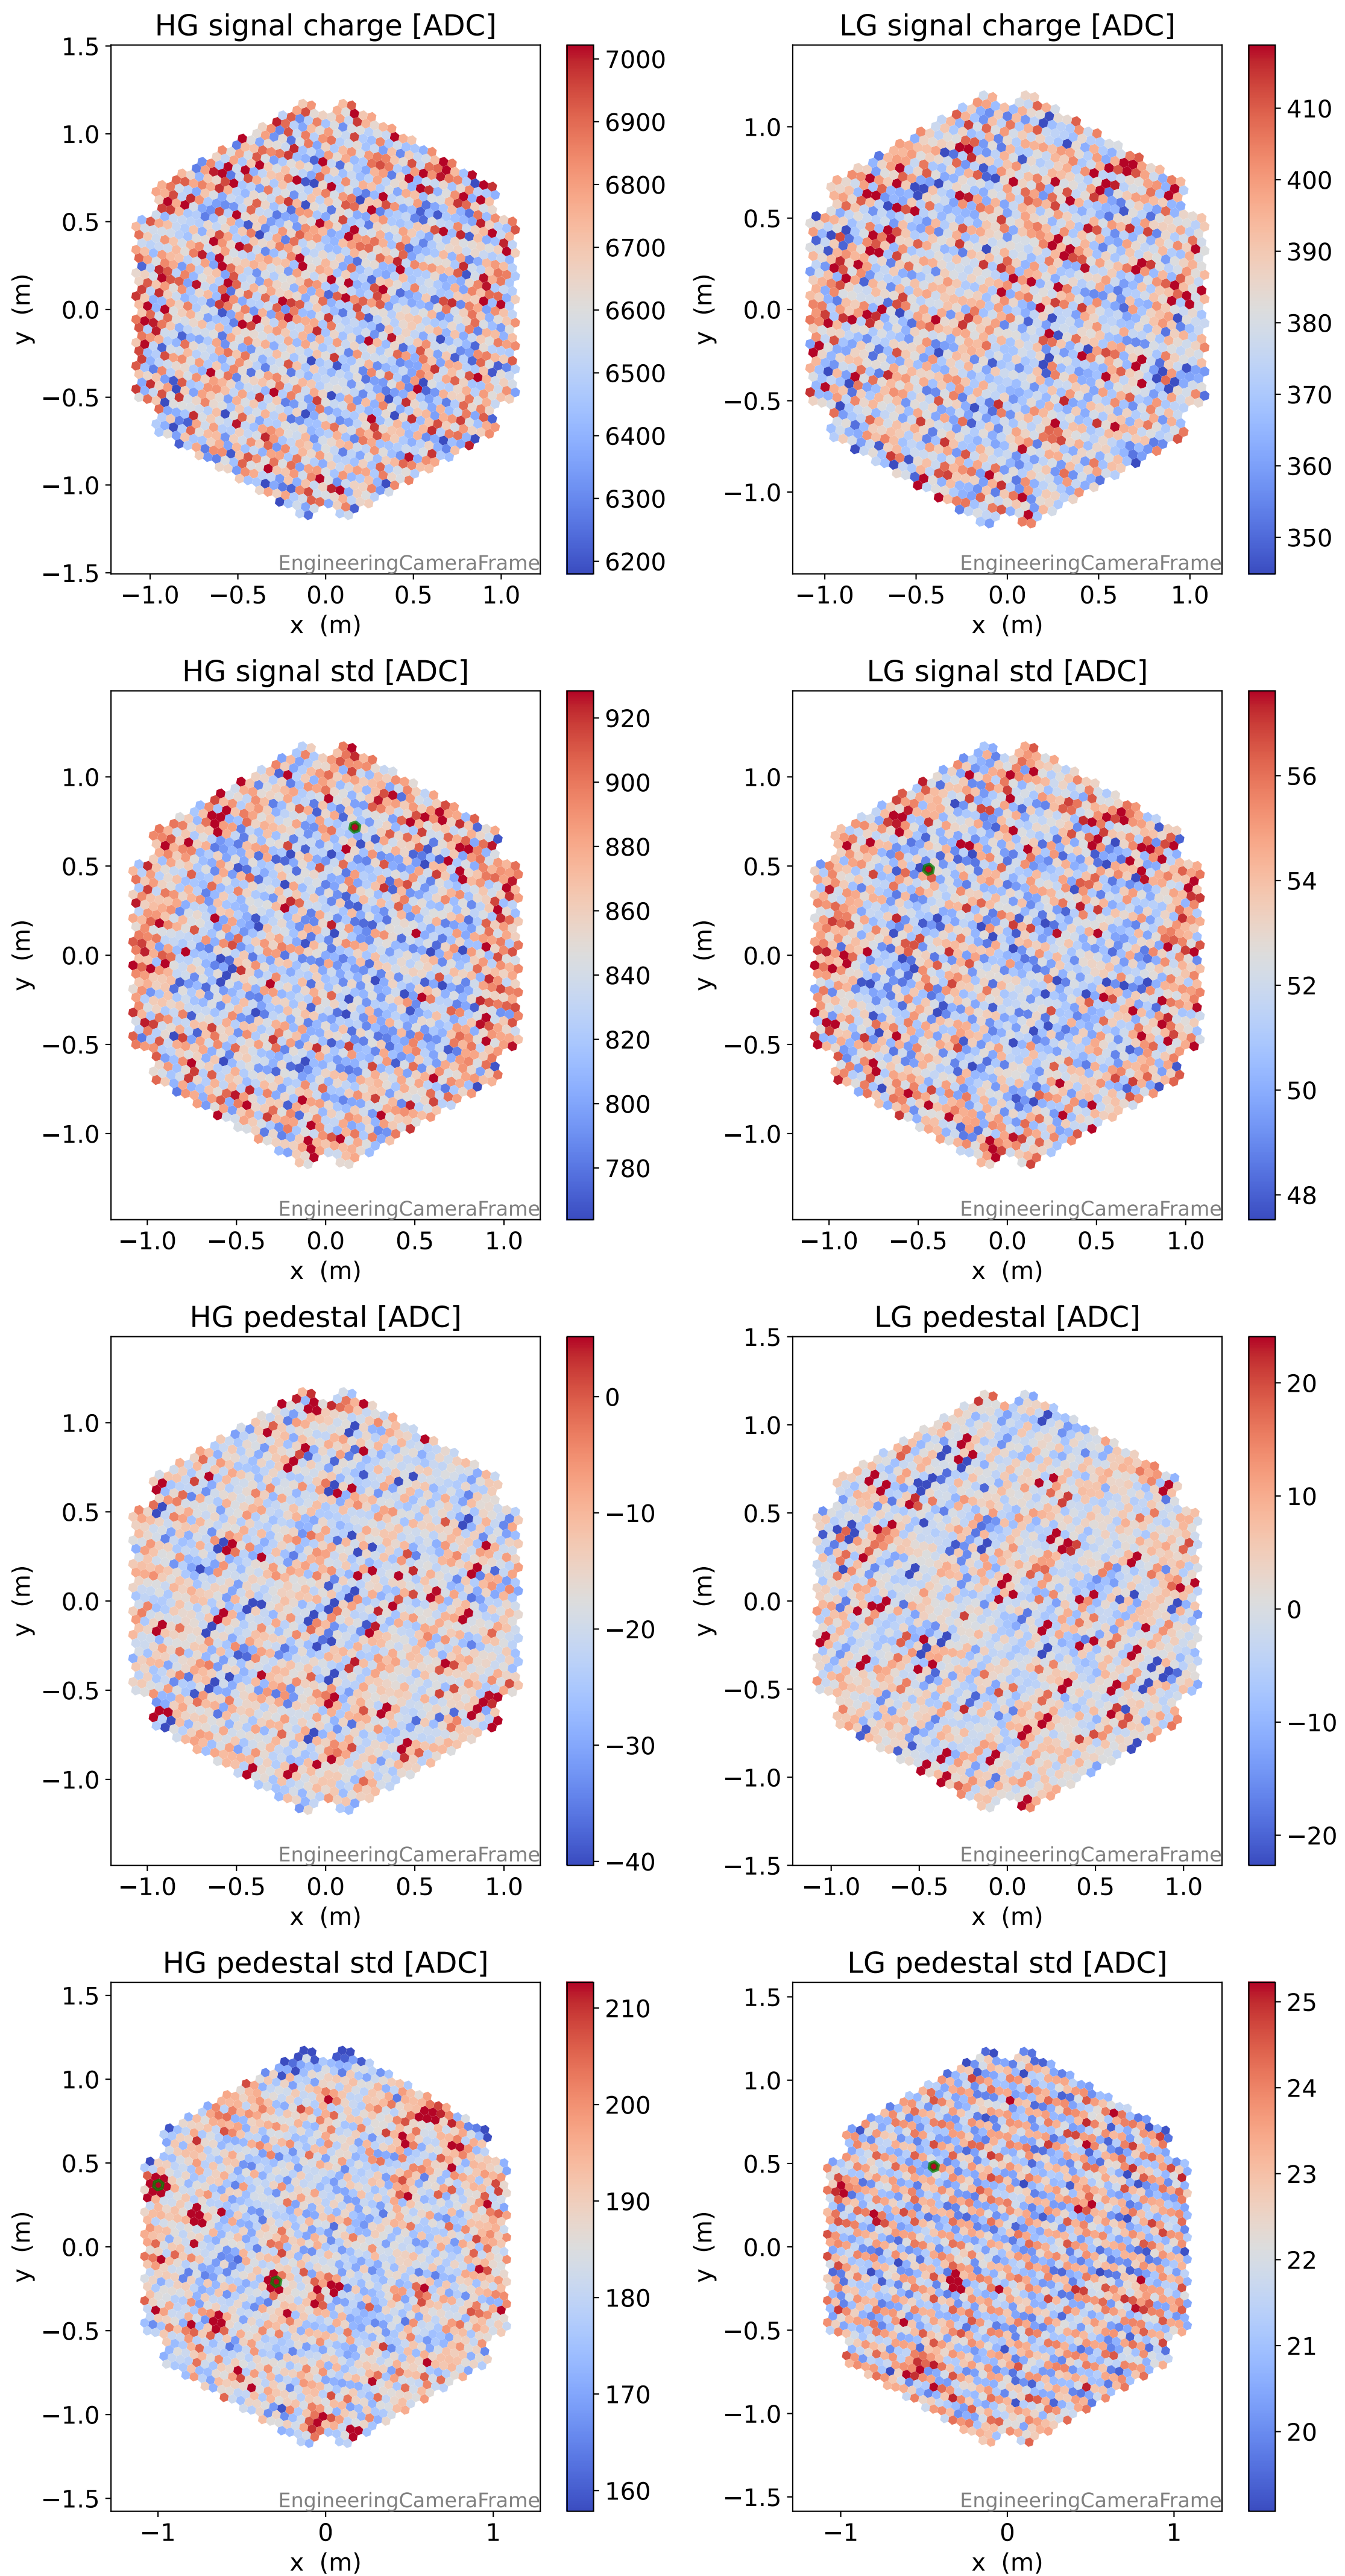 HG signal charge [ADC]
LG signal charge [ADC]
1.5
1.0
0.5
0.0
−0.5
−1.0
−1.5
y (m)
−1.0 −0.5 0.0 0.5 1.0
x (m)
EngineeringCameraFrame
7000
6900
6800
6700
6600
6500
6400
6300
6200
1.0
0.5
0.0
−0.5
−1.0
y (m)
−1.0 −0.5 0.0 0.5 1.0
x (m)
EngineeringCameraFrame
410
400
390
380
370
360
350
HG signal std [ADC]
LG signal std [ADC]
1.0
0.5
0.0
−0.5
−1.0
y (m)
−1.0 −0.5 0.0 0.5 1.0
x (m)
EngineeringCameraFrame
920
900
880
860
840
820
800
780
1.0
0.5
0.0
−0.5
−1.0
y (m)
−1.0 −0.5 0.0 0.5 1.0
x (m)
EngineeringCameraFrame
56
54
52
50
48
HG pedestal [ADC]
LG pedestal [ADC]
1.0
0.5
0.0
−0.5
−1.0
y (m)
−1.0 −0.5 0.0 0.5 1.0
x (m)
EngineeringCameraFrame
0
−10
−20
−30
−40
1.5
1.0
0.5
0.0
−0.5
−1.0
−1.5
y (m)
−1.0 −0.5 0.0 0.5 1.0
x (m)
EngineeringCameraFrame
20
10
0
−10
−20
HG pedestal std [ADC]
LG pedestal std [ADC]
1.5
1.0
0.5
0.0
−0.5
−1.0
−1.5
y (m)
−1 0 1
x (m)
EngineeringCameraFrame
210
200
190
180
170
160
1.5
1.0
0.5
0.0
−0.5
−1.0
−1.5
y (m)
−1 0 1
x (m)
EngineeringCameraFrame
25
24
23
22
21
20